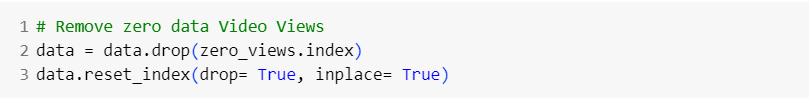 1 # Remove zero data Video Views
2 data = data.drop(zero_views.index)
3 data.reset_index(drop= True, inplace= True)